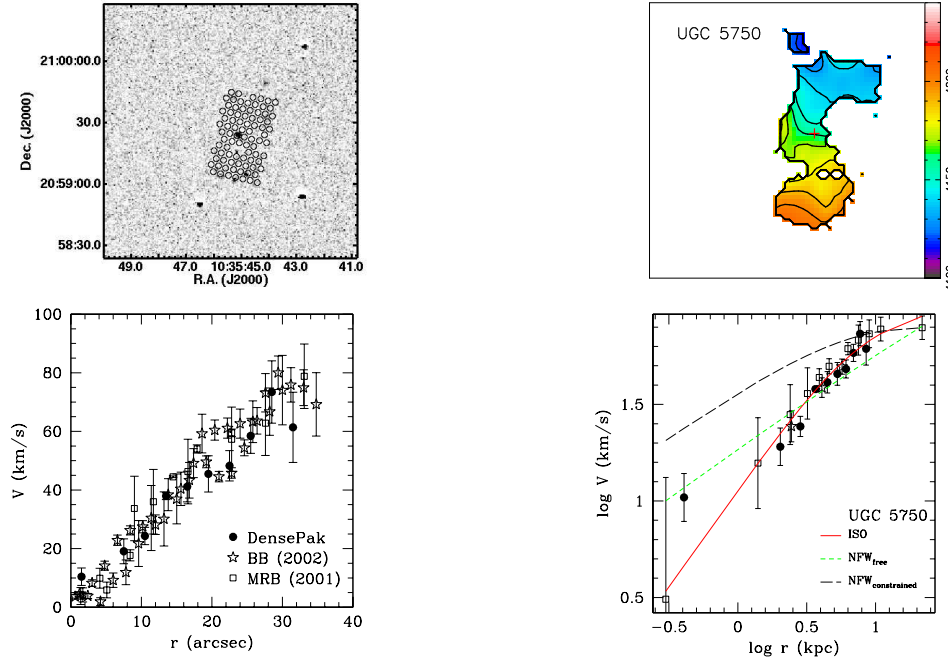 UGC 5750
Dec. (J2000)
21:00:00.0
30.0
20:59:00.0
58:30.0
49.0 47.0 10:35:45.0 43.0 41.0
R.A. (J2000)
V (km/s)
100
80
60
40
20
0
DensePak
BB (2002)
MRB (2001)
0 10 20 30 40
r (arcsec)
log V (km/s)
1.5
1
0.5
UGC 5750
ISO
NFWfree
NFWconstrained
−0.5 0 0.5 1
log r (kpc)